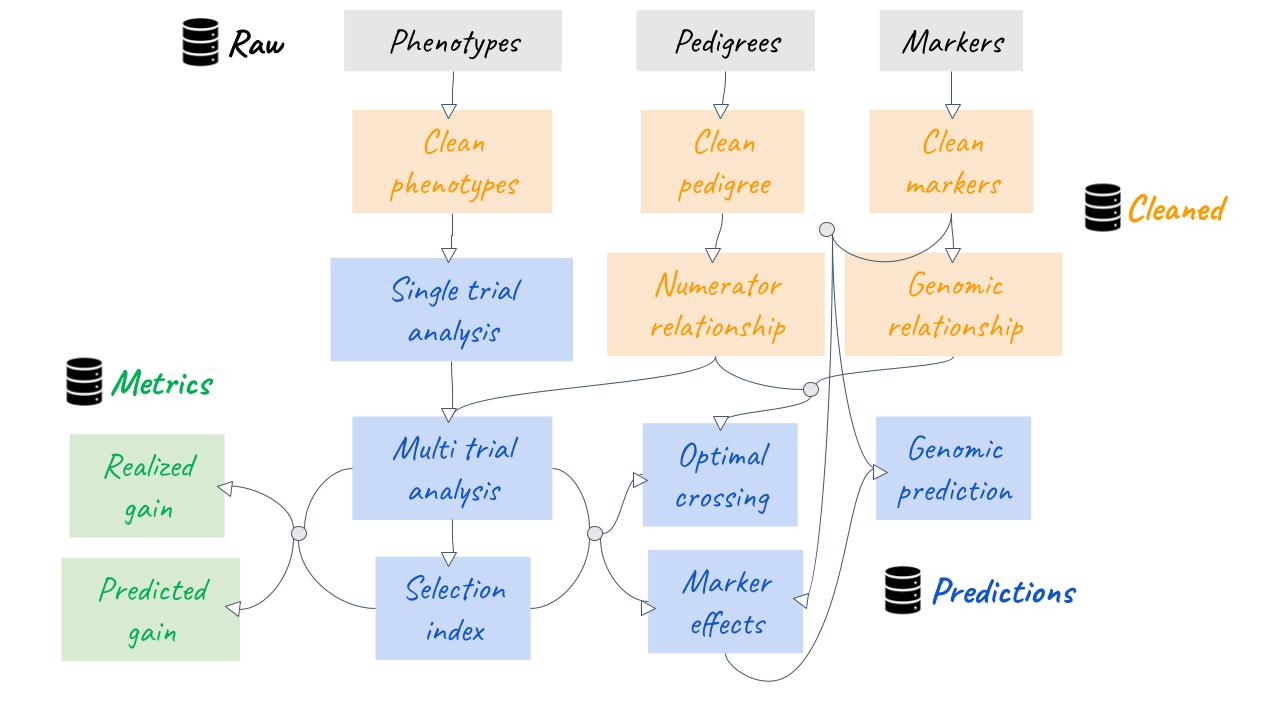 Raw
Phenotypes
Pedigrees
Markers
Clean
phenotypes
Clean
pedigree
Clean
markers
Cleaned
Single trial
analysis
Numerator
relationship
Genomic
relationship
Metrics
Realized
gain
Multi trial
analysis
Optimal
crossing
Genomic
prediction
Predicted
gain
Selection
index
Marker
effects
Predictions